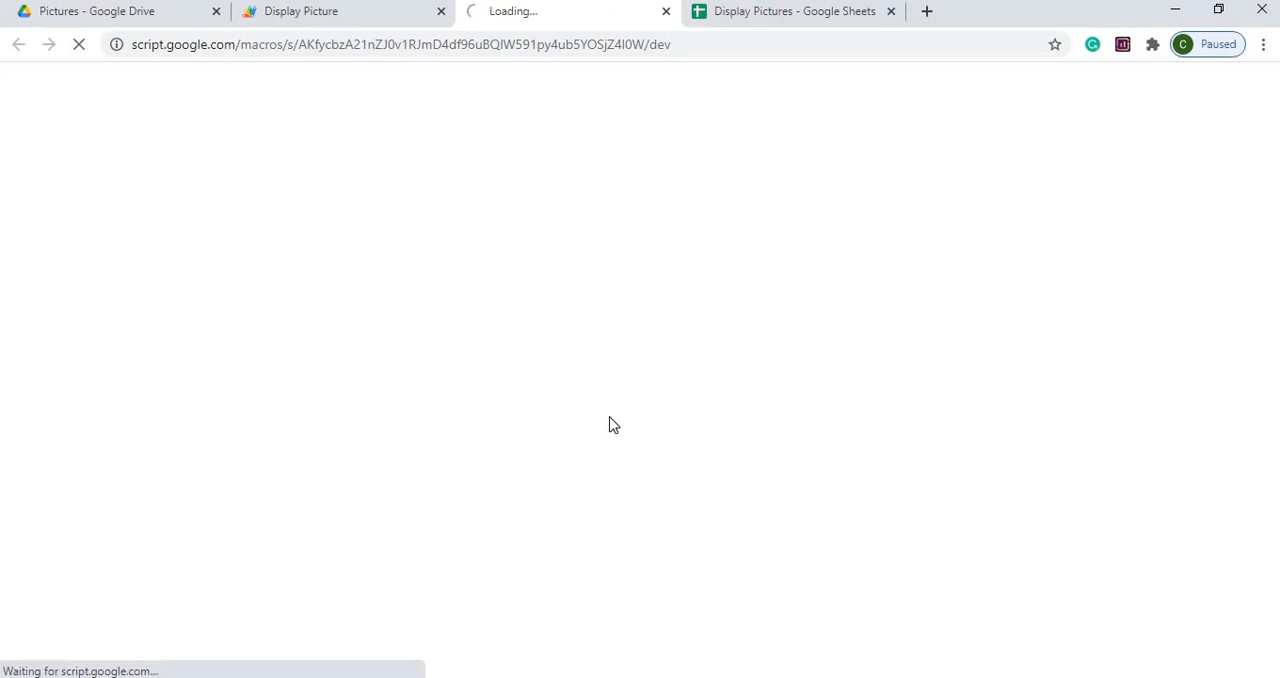 Pictures - Google Drive
Display Picture
Loading...
Display Pictures - Google Sheets
script.google.com/macros/s/AKfycbzA21nZJ0v1RJmD4df96uBQIW591py4ub5YOSjZ4I0W/dev
C
Paused
Waiting for script.google.com...